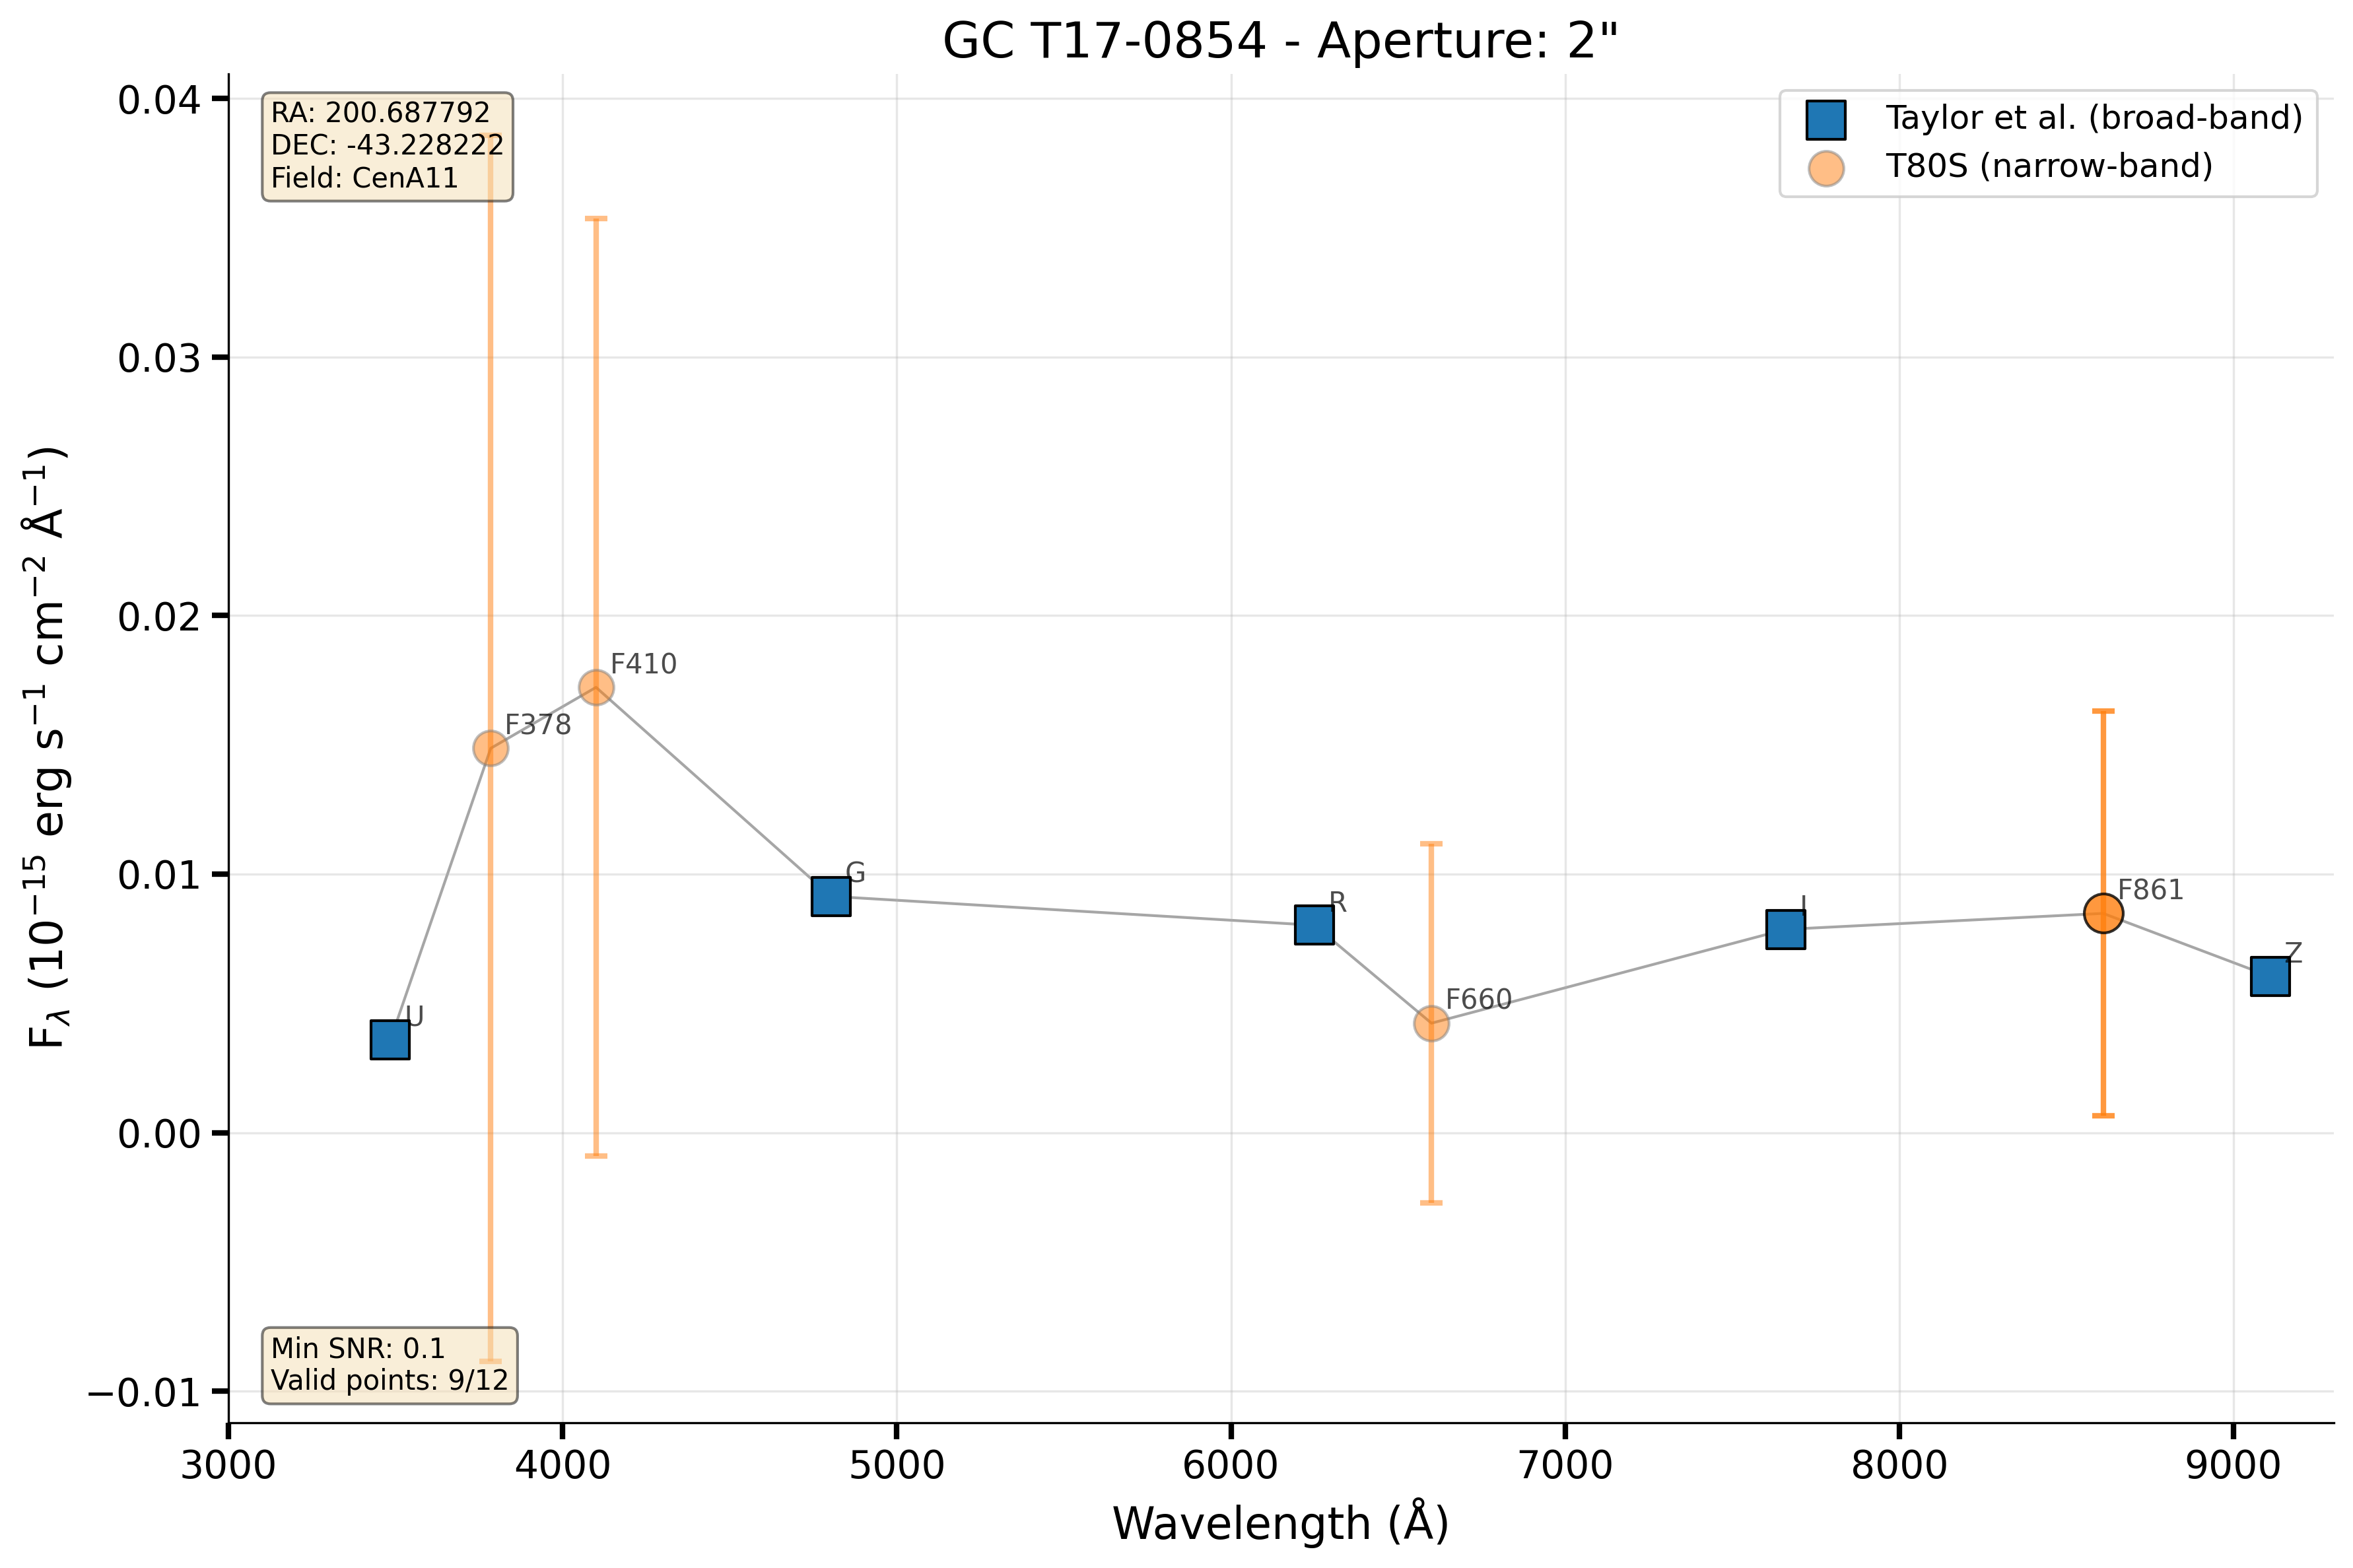 GC T17-0854 - Aperture: 2"
RA: 200.687792
DEC: -43.228222
Field: CenA11
Taylor et al. (broad-band)
T80S (narrow-band)
0.04
0.03
0.02
0.01
0.00
−0.01
F_λ (10⁻¹⁵ erg s⁻¹ cm⁻² Å⁻¹)
U
F378
F410
G
R
F660
I
F861
Z
Min SNR: 0.1
Valid points: 9/12
3000 4000 5000 6000 7000 8000 9000
Wavelength (Å)